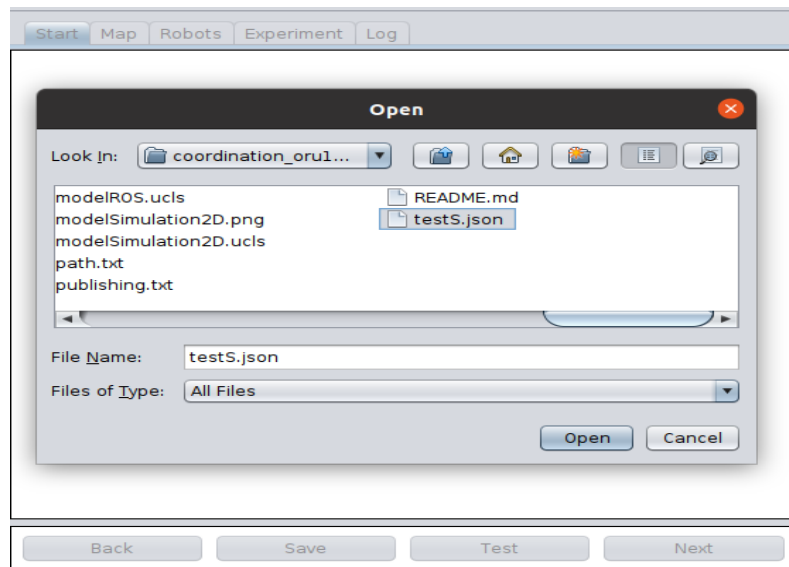 Start Map Robots Experiment Log
Open
Look In: coordination_oru1...
modelROS.ucls README.md
modelSimulation2D.png testS.json
modelSimulation2D.ucls
path.txt
publishing.txt
File Name: testS.json
Files of Type: All Files
Open Cancel
Back Save Test Next